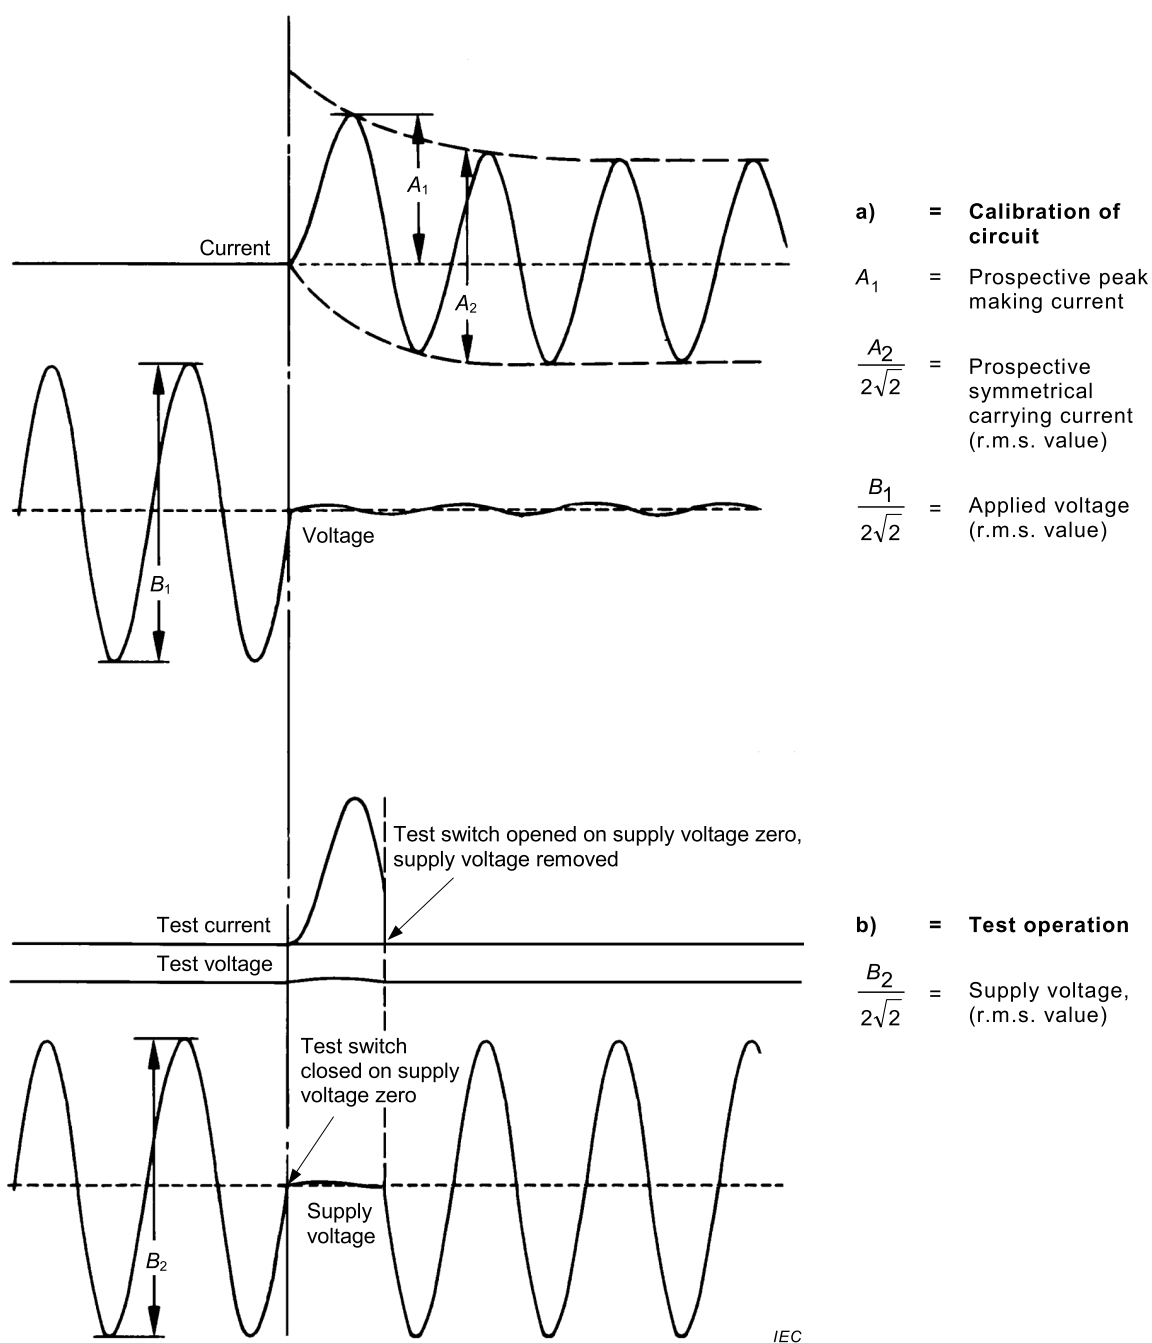 Current
A1
A2
B1
Voltage
a) = Calibration of
circuit
A1 = Prospective peak
making current
A2
2√2 = Prospective
symmetrical
carrying current
(r.m.s. value)
B1
2√2 = Applied voltage
(r.m.s. value)
Test switch opened on supply voltage zero,
supply voltage removed
Test current
Test voltage
Test switch
closed on supply
voltage zero
Supply
voltage
B2
b) = Test operation
B2
2√2 = Supply voltage,
(r.m.s. value)
IEC